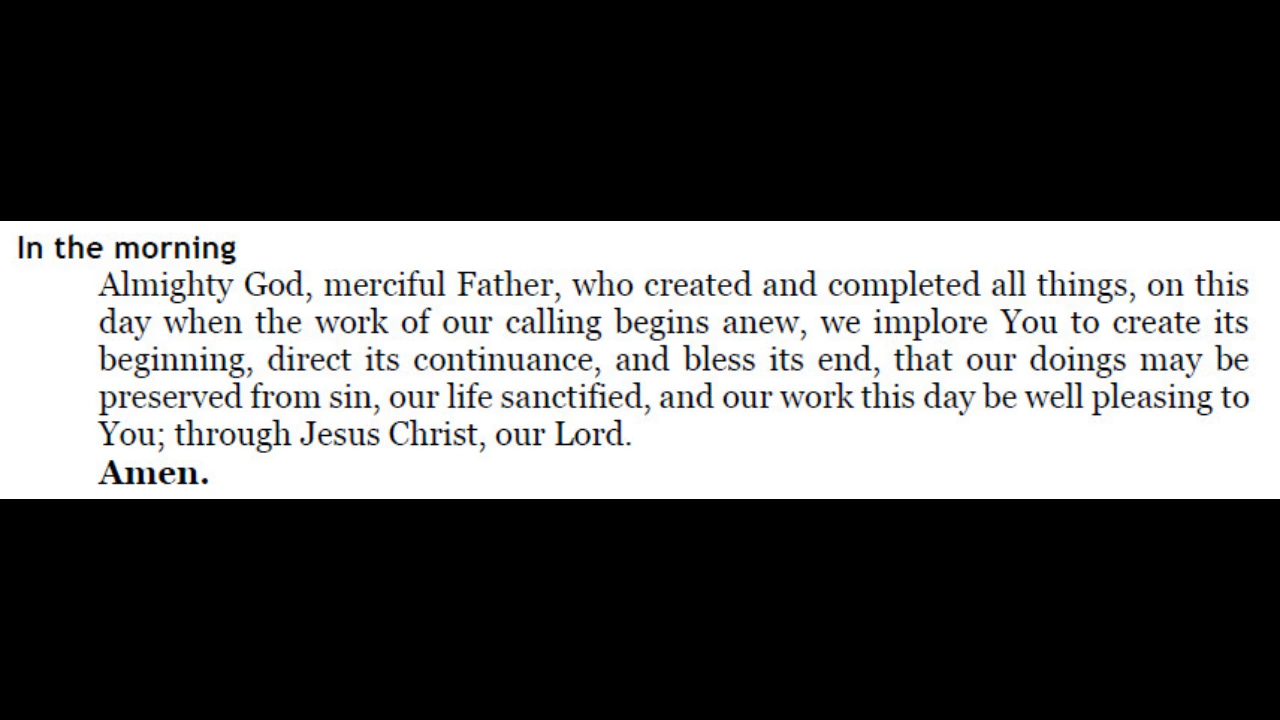 In the morning
Almighty God, merciful Father, who created and completed all things, on this
day when the work of our calling begins anew, we implore You to create its
beginning, direct its continuance, and bless its end, that our doings may be
preserved from sin, our life sanctified, and our work this day be well pleasing to
You; through Jesus Christ, our Lord.
Amen.